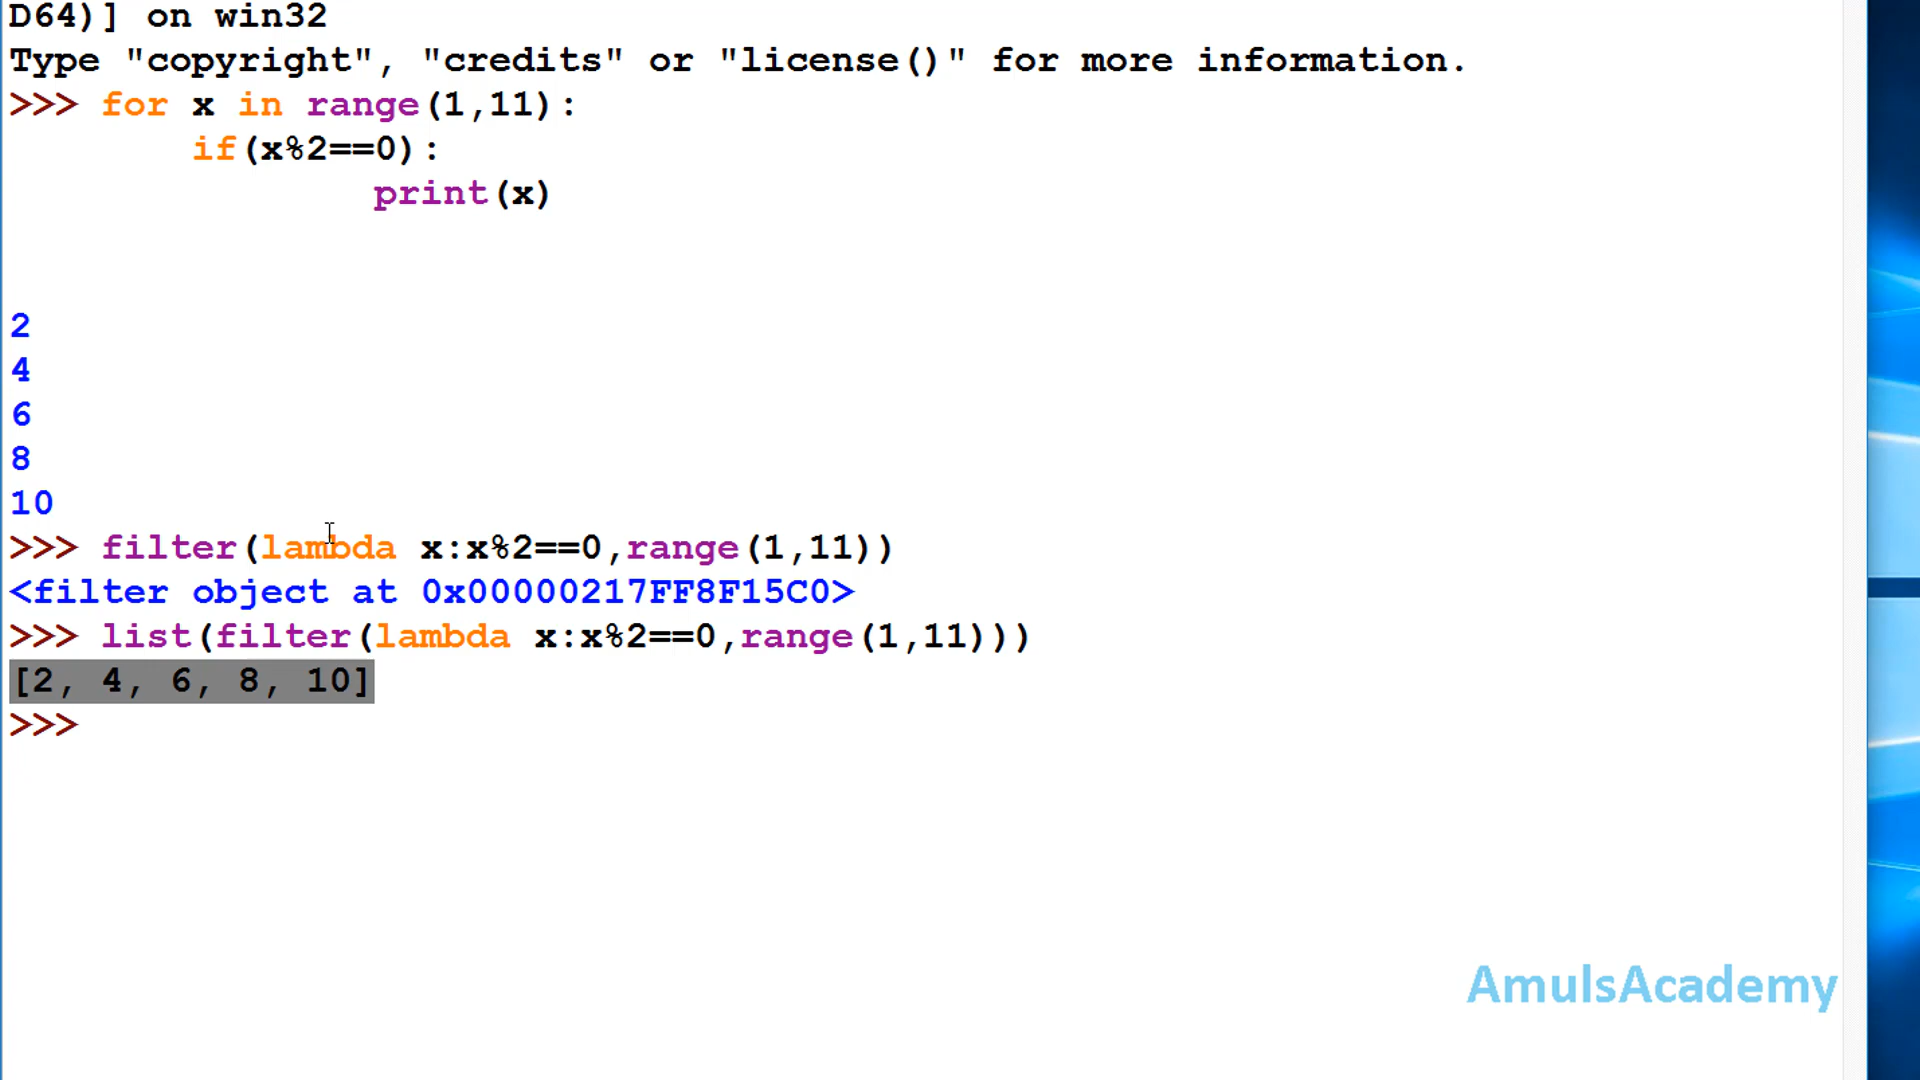 D64)] on win32
Type "copyright", "credits" or "license()" for more information.
>>> for x in range(1,11):
if(x%2==0):
print(x)
2
4
6
8
10
>>> filter(lambda x:x%2==0,range(1,11))
<filter object at 0x00000217FF8F15C0>
>>> list(filter(lambda x:x%2==0,range(1,11)))
[2, 4, 6, 8, 10]
>>>
AmulsAcademy